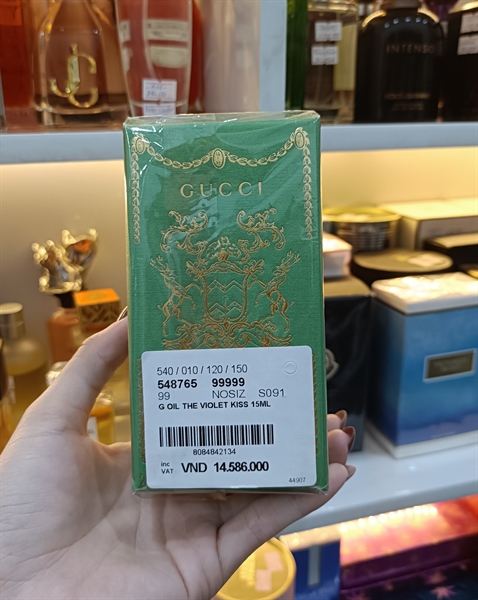 INTENSO
GUCCI
540 / 010 / 120 / 150
548765 99999
99 NOSIZ S091
G OIL THE VIOLET KISS 15ML
8084842134
inc VAT VND 14.586.000
44907